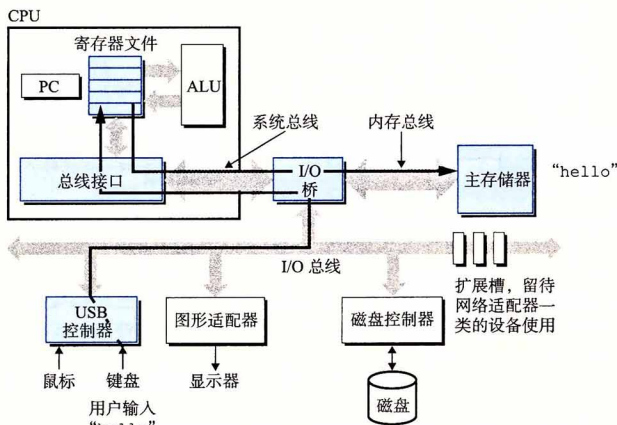 CPU
寄存器文件
PC
ALU
系统总线
内存总线
总线接口
I/O
桥
主存储器
“hello”
I/O 总线
扩展槽，留待
网络适配器一
类的设备使用
USB
控制器
图形适配器
磁盘控制器
鼠标
键盘
显示器
磁盘
用户输入